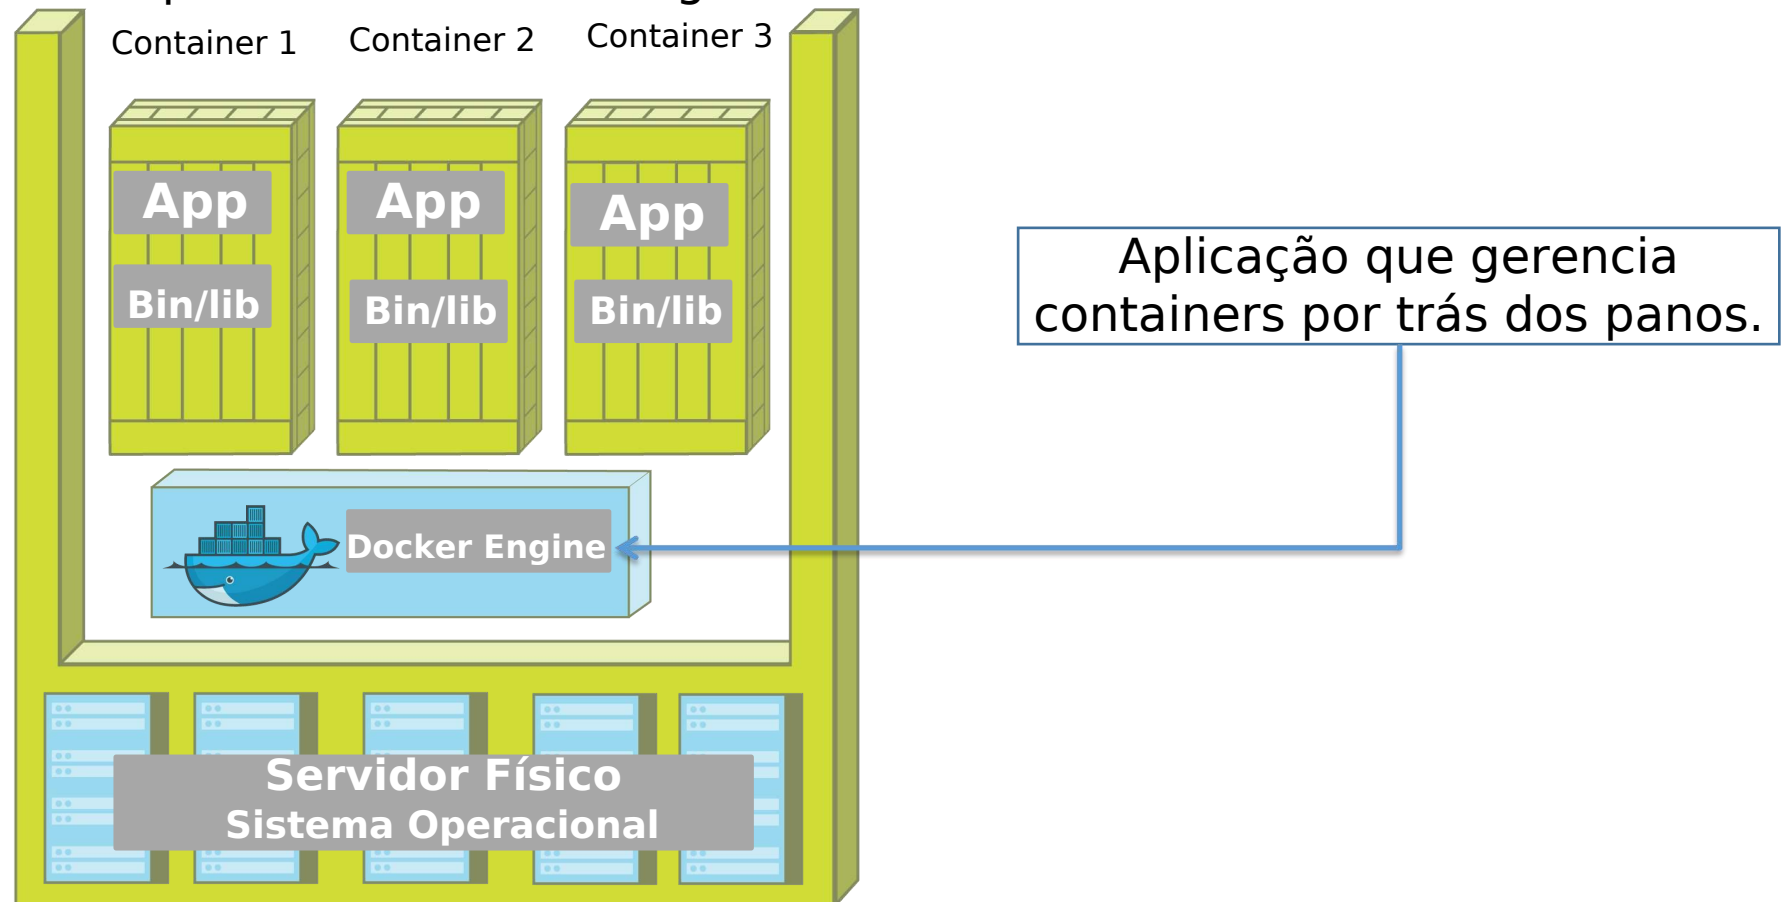 Container 1 Container 2 Container 3
App App App
Bin/lib Bin/lib Bin/lib
Aplicação que gerencia
containers por trás dos panos.
Docker Engine
Servidor Físico
Sistema Operacional